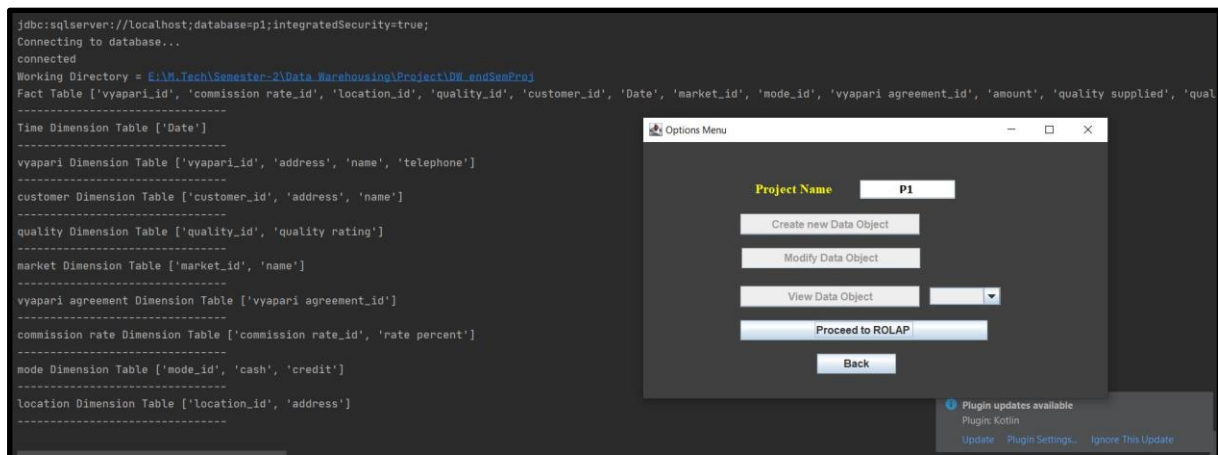 jdbc:sqlserver://localhost;database=p1;integratedSecurity=true;
Connecting to database...
connected
Working Directory = E:\M.Tech\Semester-2\Data Warehousing\Project\DW_endSemProj
Fact Table ['vyapari_id', 'commission rate_id', 'location_id', 'quality_id', 'customer_id', 'Date', 'market_id', 'mode_id', 'vyapari agreement_id', 'amount', 'quality supplied', 'qual
--------------------------------
Time Dimension Table ['Date']
--------------------------------
vyapari Dimension Table ['vyapari_id', 'address', 'name', 'telephone']
--------------------------------
customer Dimension Table ['customer_id', 'address', 'name']
--------------------------------
quality Dimension Table ['quality_id', 'quality rating']
--------------------------------
market Dimension Table ['market_id', 'name']
--------------------------------
vyapari agreement Dimension Table ['vyapari agreement_id']
--------------------------------
commission rate Dimension Table ['commission rate_id', 'rate percent']
--------------------------------
mode Dimension Table ['mode_id', 'cash', 'credit']
--------------------------------
location Dimension Table ['location_id', 'address']
--------------------------------
Options Menu
Project Name P1
Create new Data Object
Modify Data Object
View Data Object
Proceed to ROLAP
Back
Plugin updates available
Plugin: Kotlin
Update Plugin Settings... Ignore This Update